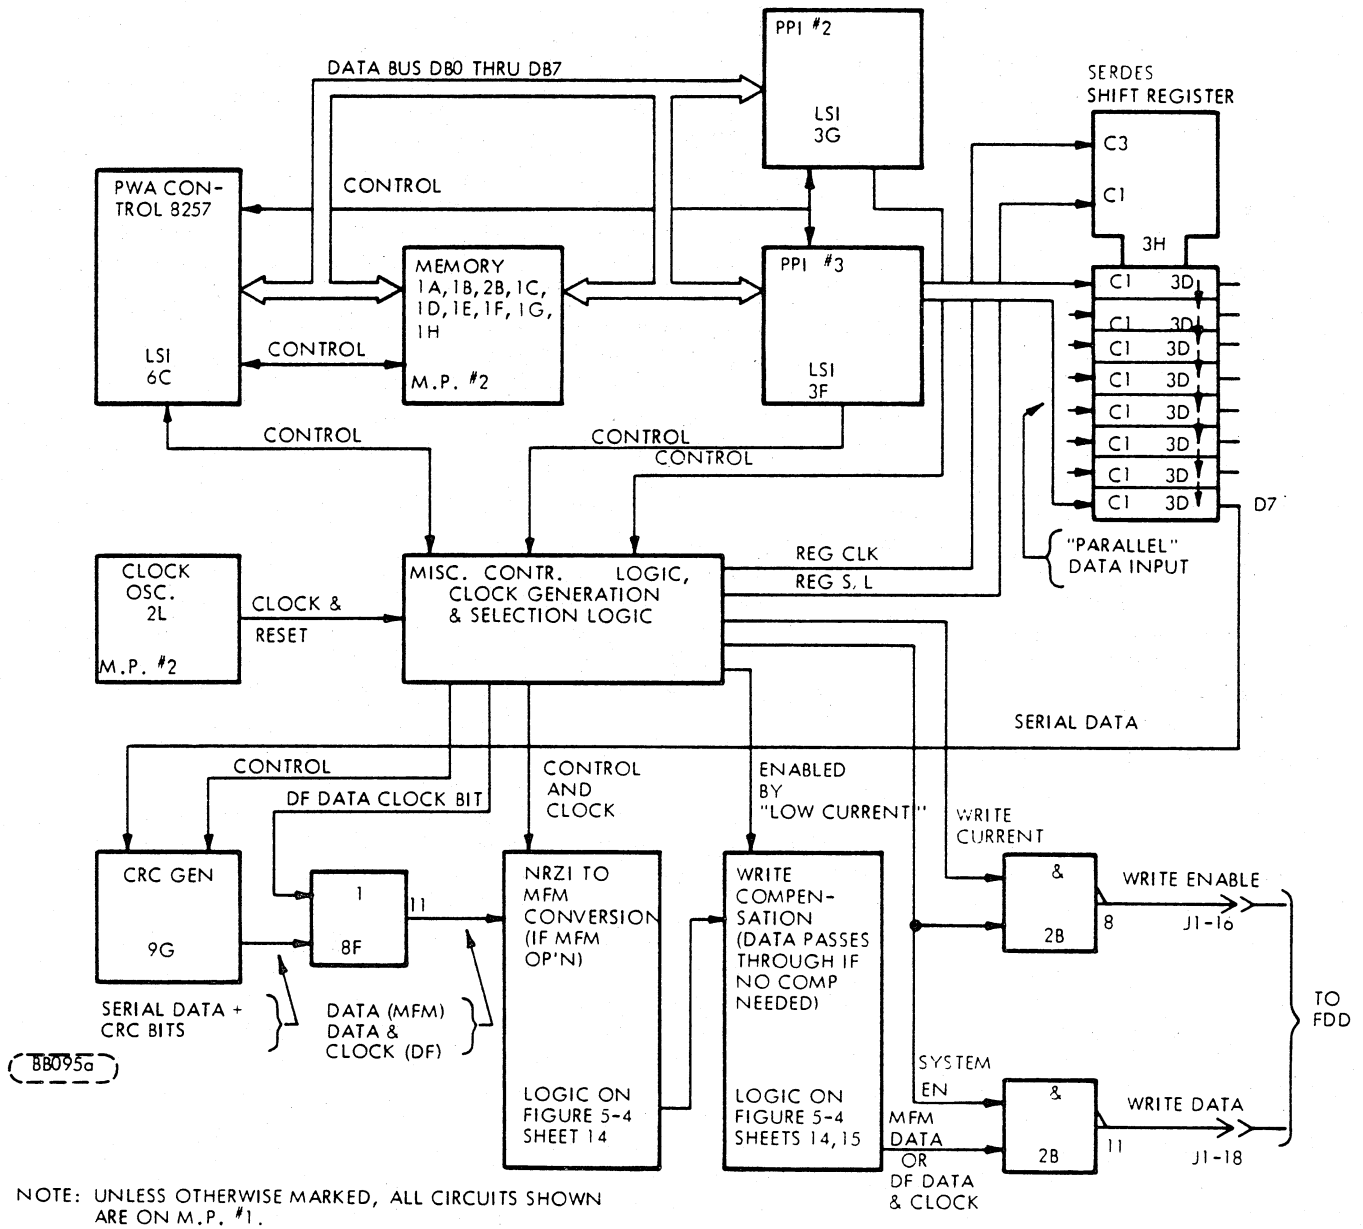 PPI #2
LSI
3G
DATA BUS DB0 THRU DB7
SERDES
SHIFT REGISTER
C3
C1
3H
PWA CON-
TROL 8257
LSI
6C
CONTROL
MEMORY
1A, 1B, 2B, 1C,
1D, 1E, 1F, 1G,
1H
M.P. #2
CONTROL
PPI #3
LSI
3F
C1 3D
C1 3D
C1 3D
C1 3D
C1 3D
C1 3D
C1 3D
C1 3D
D7
CONTROL
CONTROL
CONTROL
"PARALLEL"
DATA INPUT
CLOCK
OSC.
2L
M.P. #2
CLOCK &
RESET
MISC. CONTR. LOGIC,
CLOCK GENERATION
& SELECTION LOGIC
REG CLK
REG S, L
SERIAL DATA
CONTROL
DF DATA CLOCK BIT
CONTROL
AND
CLOCK
ENABLED
BY
"LOW CURRENT"
WRITE
CURRENT
CRC GEN
9G
1
8F
11
NRZI TO
MFM
CONVERSION
(IF MFM
OP'N)
LOGIC ON
FIGURE 5-4
SHEET 14
WRITE
COMPEN-
SATION
(DATA PASSES
THROUGH IF
NO COMP
NEEDED)
LOGIC ON
FIGURE 5-4
SHEETS 14, 15
&
2B
8
WRITE ENABLE
J1-16
SERIAL DATA +
CRC BITS
DATA (MFM)
DATA &
CLOCK (DF)
TO
FDD
BB095a
SYSTEM
EN
&
2B
11
WRITE DATA
J1-18
MFM
DATA
OR
DF DATA
& CLOCK
NOTE: UNLESS OTHERWISE MARKED, ALL CIRCUITS SHOWN
ARE ON M.P. #1.